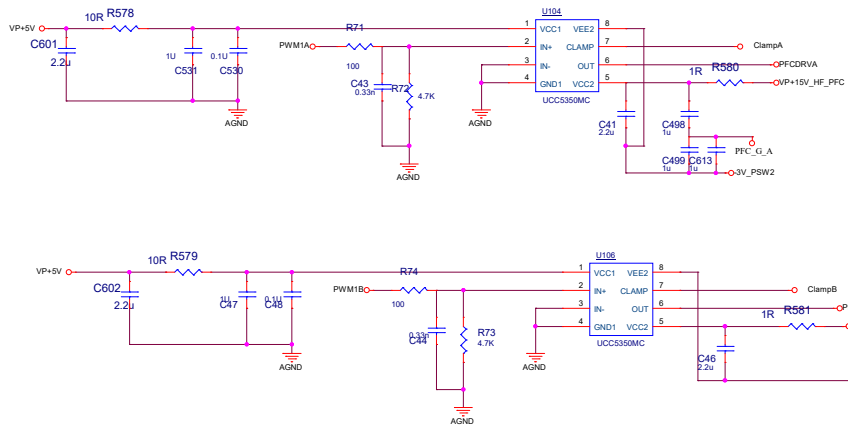 VP+5V
10R
R578
C601
2.2u
1U
C531
0.1U
C530
AGND
PWM1A
R71
100
C43
0.33n
R72
4.7K
AGND
AGND
U104
1
VCC1
VEE2
8
2
IN+
CLAMP
7
3
IN-
OUT
6
4
GND1
VCC2
5
UCC5350MC
ClampA
PFCDRVA
1R
R580
VP+15V_HF_PFC
C41
2.2u
C498
1u
C499
1u
C613
1u
PFC_G_A
-3V_PSW2
VP+5V
10R
R579
C602
2.2u
1U
C47
0.1U
C48
AGND
PWM1B
R74
100
0.33n
C44
R73
4.7K
AGND
AGND
U106
1
VCC1
VEE2
8
2
IN+
CLAMP
7
3
IN-
OUT
6
4
GND1
VCC2
5
UCC5350MC
ClampB
P
1R
R581
C46
2.2u